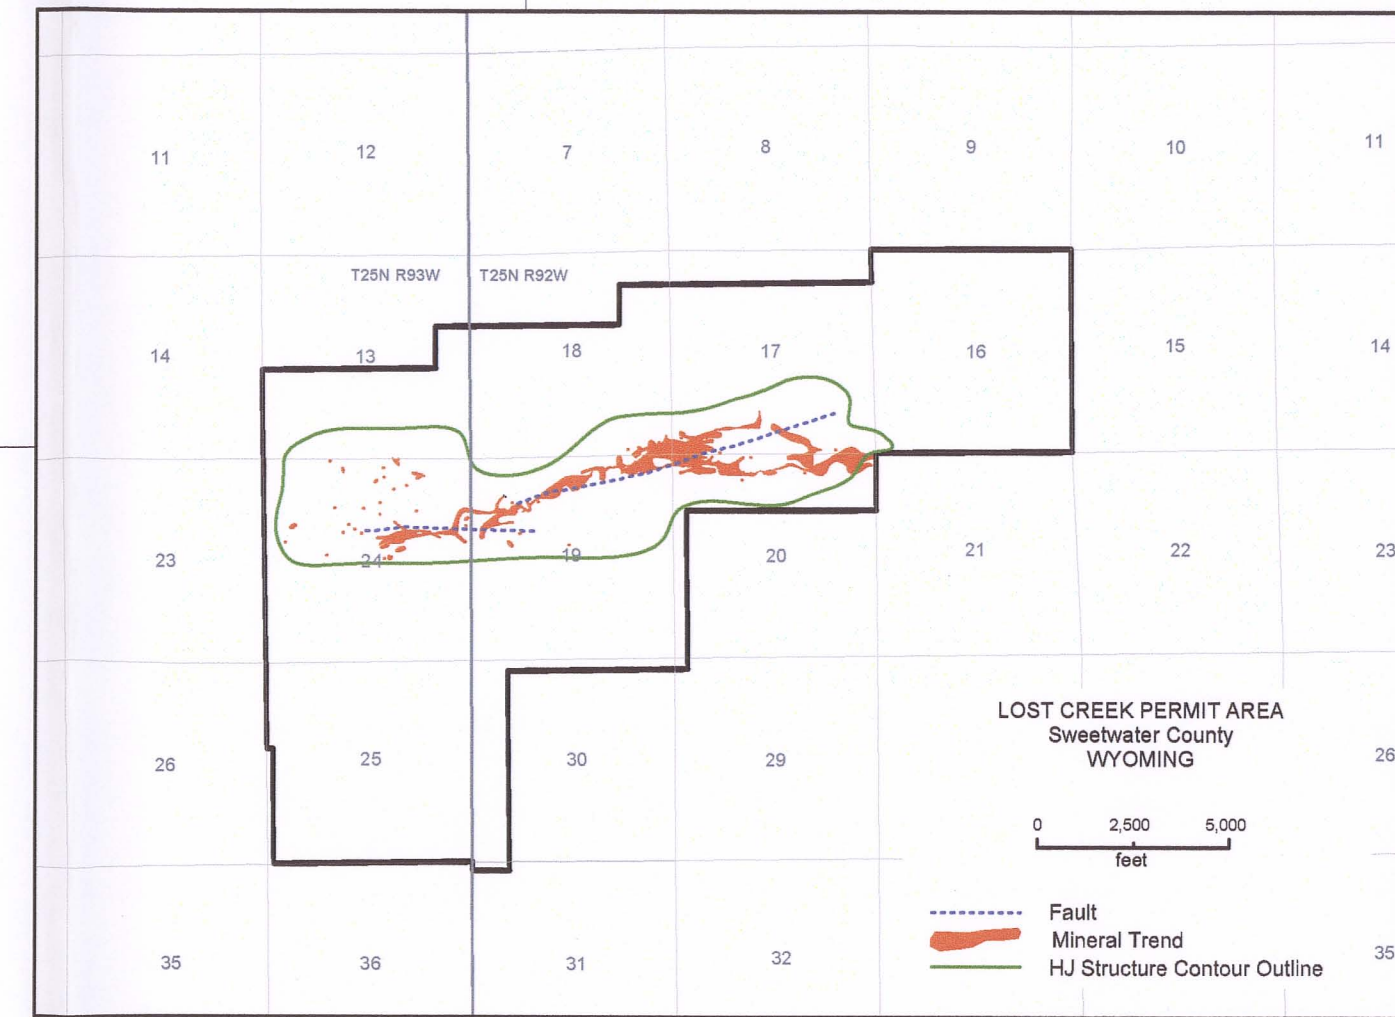 11 12 7 8 9 10 11
T25N R93W T25N R92W
14 13 18 17 16 15 14
23 24 19 20 21 22 23
LOST CREEK PERMIT AREA
Sweetwater County
WYOMING
26 25 30 29 26
0 2,500 5,000
feet
Fault
Mineral Trend
HJ Structure Contour Outline
35 36 31 32 35